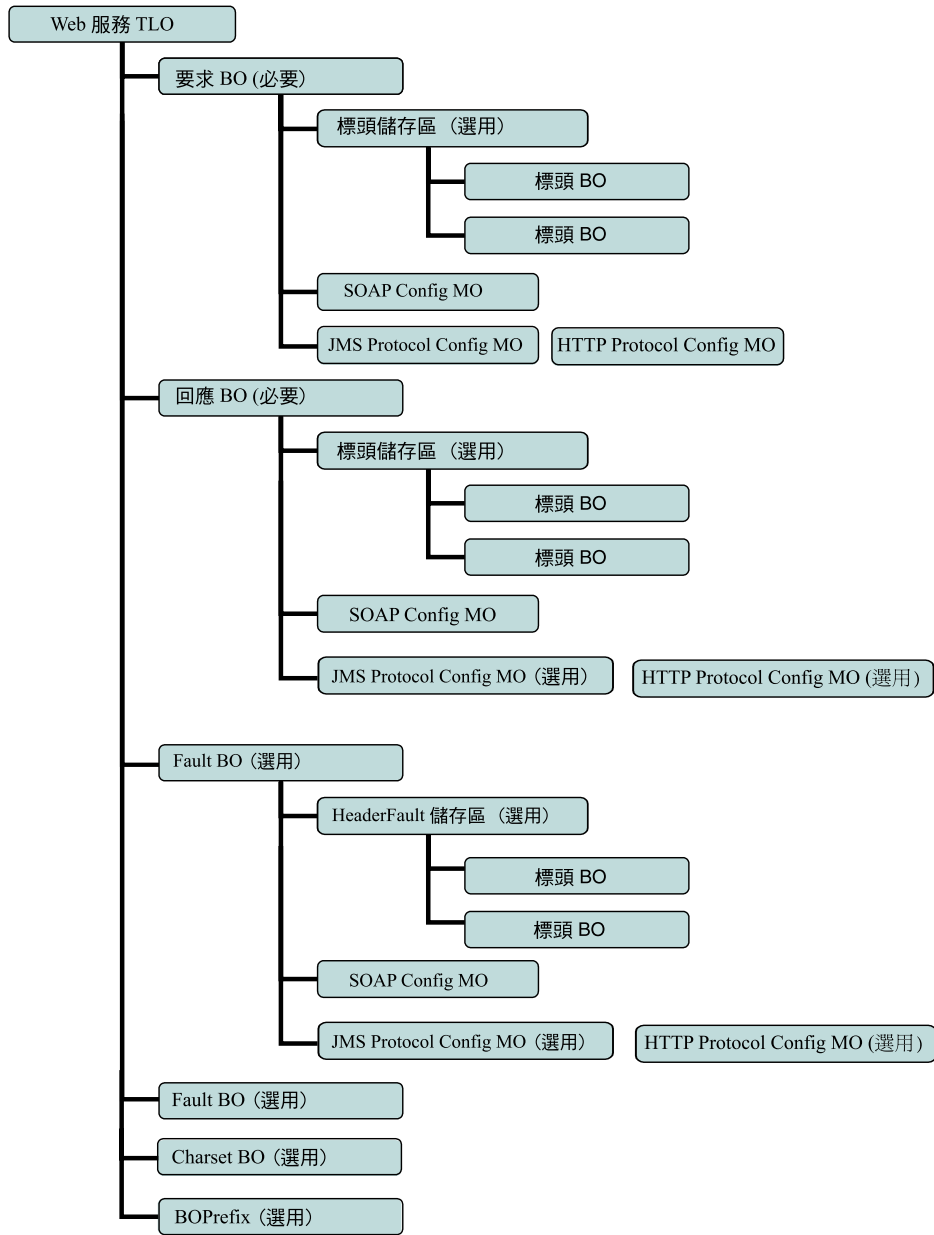 Web 服務 TLO
要求 BO (必要)
標頭儲存區（選用）
標頭 BO
標頭 BO
SOAP Config MO
JMS Protocol Config MO
HTTP Protocol Config MO
回應 BO (必要)
標頭儲存區（選用）
標頭 BO
標頭 BO
SOAP Config MO
JMS Protocol Config MO（選用）
HTTP Protocol Config MO (選用)
Fault BO（選用）
HeaderFault 儲存區（選用）
標頭 BO
標頭 BO
SOAP Config MO
JMS Protocol Config MO（選用）
HTTP Protocol Config MO (選用)
Fault BO（選用）
Charset BO（選用）
BOPrefix（選用）